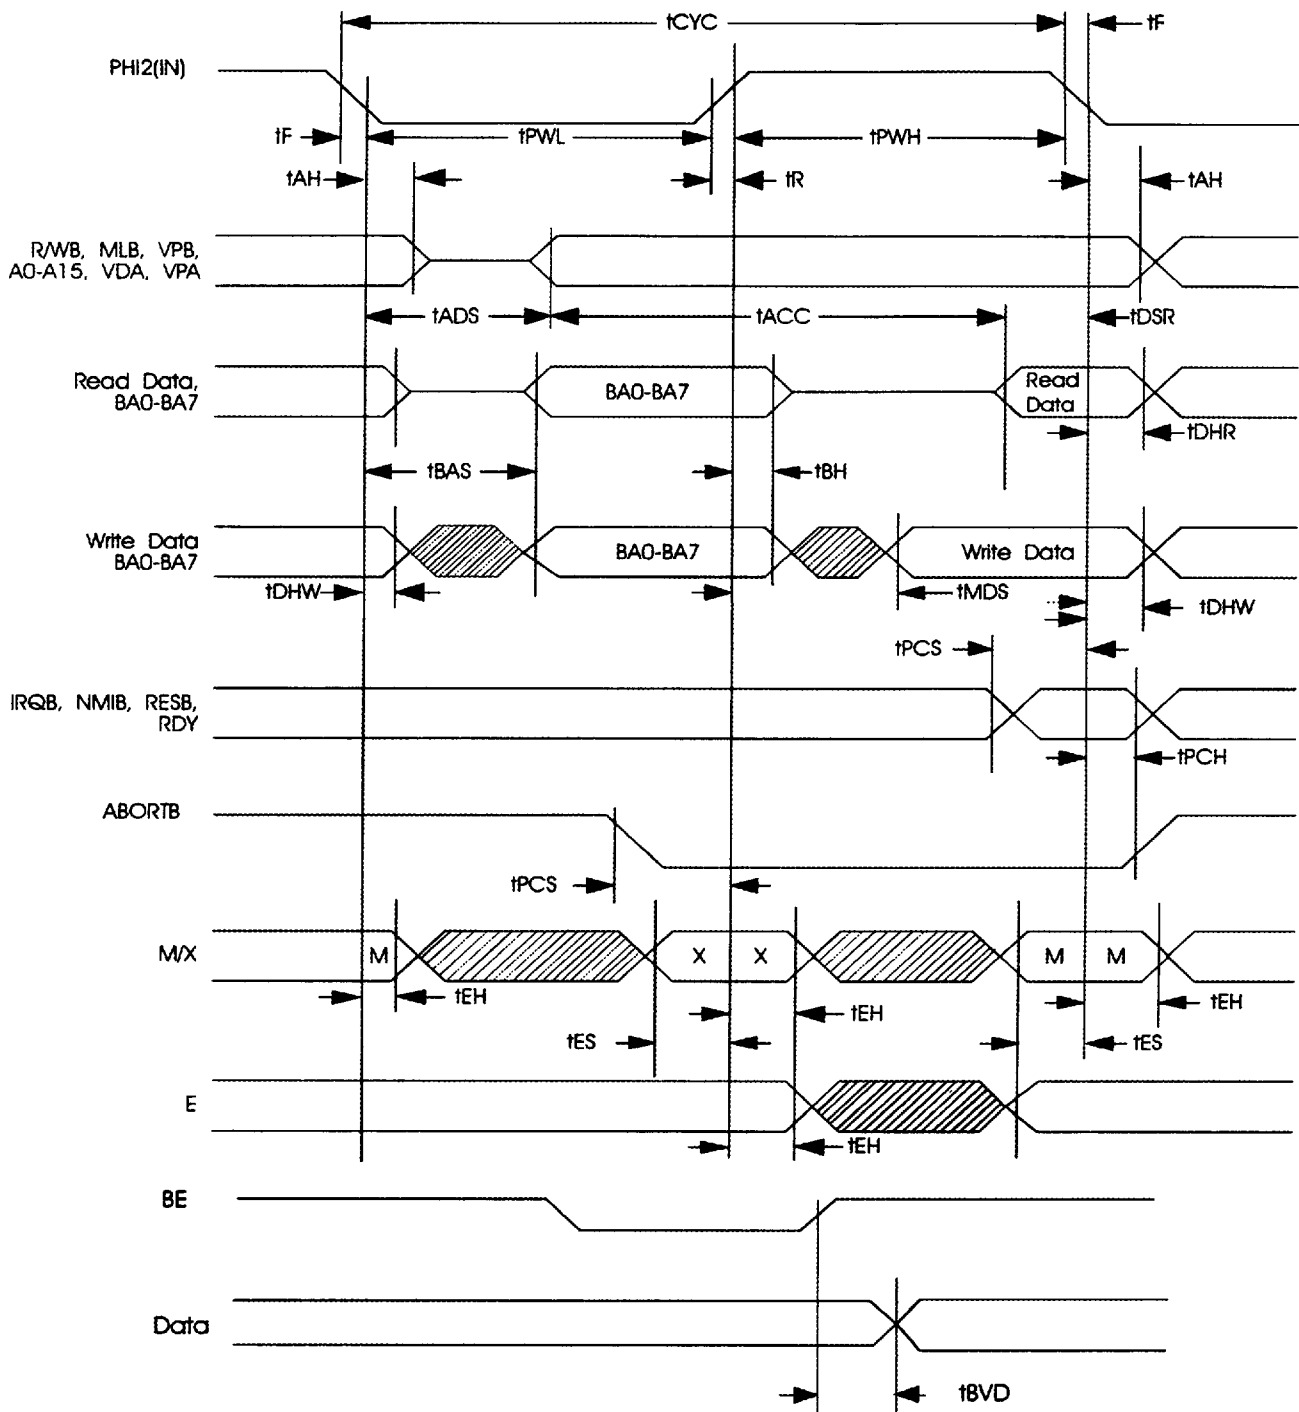 tCYC
tF
PHI2(IN)
tF
tPWL
tPWH
tAH
tR
tAH
R/WB, MLB, VPB,
A0-A15, VDA, VPA
tADS
tACC
tDSR
Read Data,
BA0-BA7
BA0-BA7
Read
Data
tDHR
tBAS
tBH
Write Data
BA0-BA7
BA0-BA7
Write Data
tDHW
tMDS
tDHW
tPCS
IRQB, NMIB, RESB,
RDY
tPCH
ABORTB
tPCS
M/X
M
X
X
M
M
tEH
tEH
tEH
tES
tES
E
tEH
BE
Data
tBVD